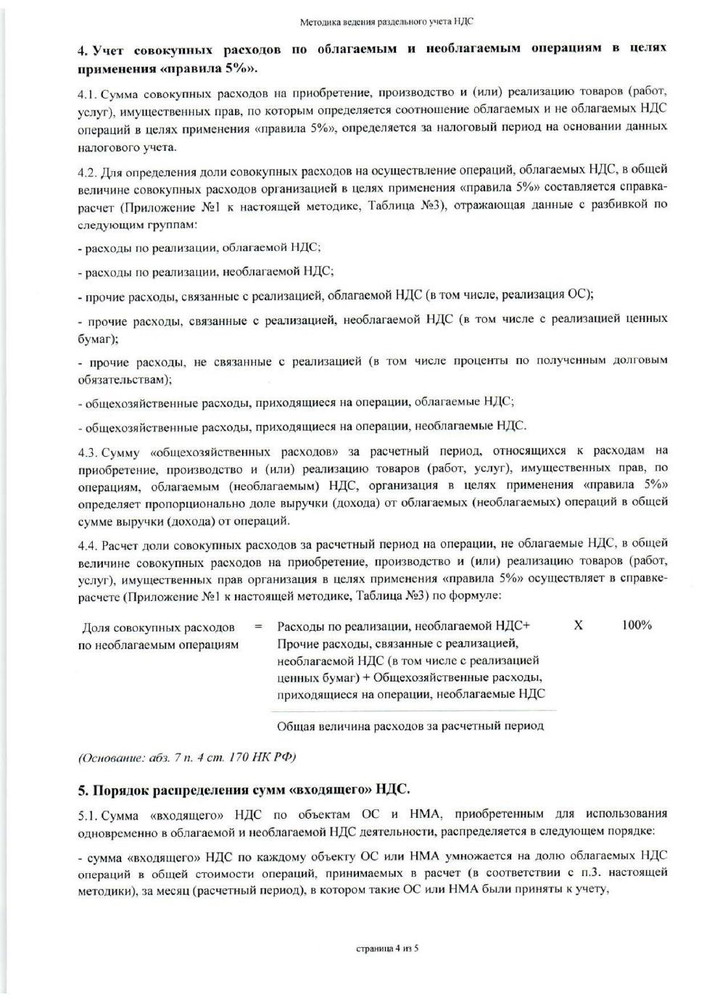 Методика ведения раздельного учета НДС
4. Учет совокупных расходов по облагаемым и необлагаемым операциям в целях
применения «правила 5%».
4.1. Сумма совокупных расходов на приобретение, производство и (или) реализацию товаров (работ,
услуг), имущественных прав, по которым определяется соотношение облагаемых и не облагаемых НДС
операций в целях применения «правила 5%», определяется за налоговый период на основании данных
налогового учета.
4.2. Для определения доли совокупных расходов на осуществление операций, облагаемых НДС, в общей
величине совокупных расходов организацией в целях применения «правила 5%» составляется справка-
расчет (Приложение №1 к настоящей методике, Таблица №3), отражающая данные с разбивкой по
следующим группам:
- расходы по реализации, облагаемой НДС;
- расходы по реализации, необлагаемой НДС;
- прочие расходы, связанные с реализацией, облагаемой НДС (в том числе, реализация ОС);
- прочие расходы, связанные с реализацией, необлагаемой НДС (в том числе с реализацией ценных
бумаг);
- прочие расходы, не связанные с реализацией (в том числе проценты по полученным долговым
обязательствам);
- общехозяйственные расходы, приходящиеся на операции, облагаемые НДС;
- общехозяйственные расходы, приходящиеся на операции, необлагаемые НДС.
4.3. Сумму «общехозяйственных расходов» за расчетный период, относящихся к расходам на
приобретение, производство и (или) реализацию товаров (работ, услуг), имущественных прав, по
операциям, облагаемым (необлагаемым) НДС, организация в целях применения «правила 5%»
определяет пропорционально доле выручки (дохода) от облагаемых (необлагаемых) операций в общей
сумме выручки (дохода) от операций.
4.4. Расчет доли совокупных расходов за расчетный период на операции, не облагаемые НДС, в общей
величине совокупных расходов на приобретение, производство и (или) реализацию товаров (работ,
услуг), имущественных прав организация в целях применения «правила 5%» осуществляет в справке-
расчете (Приложение №1 к настоящей методике, Таблица №3) по формуле:
Доля совокупных расходов = Расходы по реализации, необлагаемой НДС+ X 100%
по необлагаемым операциям Прочие расходы, связанные с реализацией,
необлагаемой НДС (в том числе с реализацией
ценных бумаг) + Общехозяйственные расходы,
приходящиеся на операции, необлагаемые НДС
Общая величина расходов за расчетный период
(Основание: абз. 7 п. 4 ст. 170 НК РФ)
5. Порядок распределения сумм «входящего» НДС.
5.1. Сумма «входящего» НДС по объектам ОС и НМА, приобретенным для использования
одновременно в облагаемой и необлагаемой НДС деятельности, распределяется в следующем порядке:
- сумма «входящего» НДС по каждому объекту ОС или НМА умножается на долю облагаемых НДС
операций в общей стоимости операций, принимаемых в расчет (в соответствии с п.3. настоящей
методики), за месяц (расчетный период), в котором такие ОС или НМА были приняты к учету,
страница 4 из 5